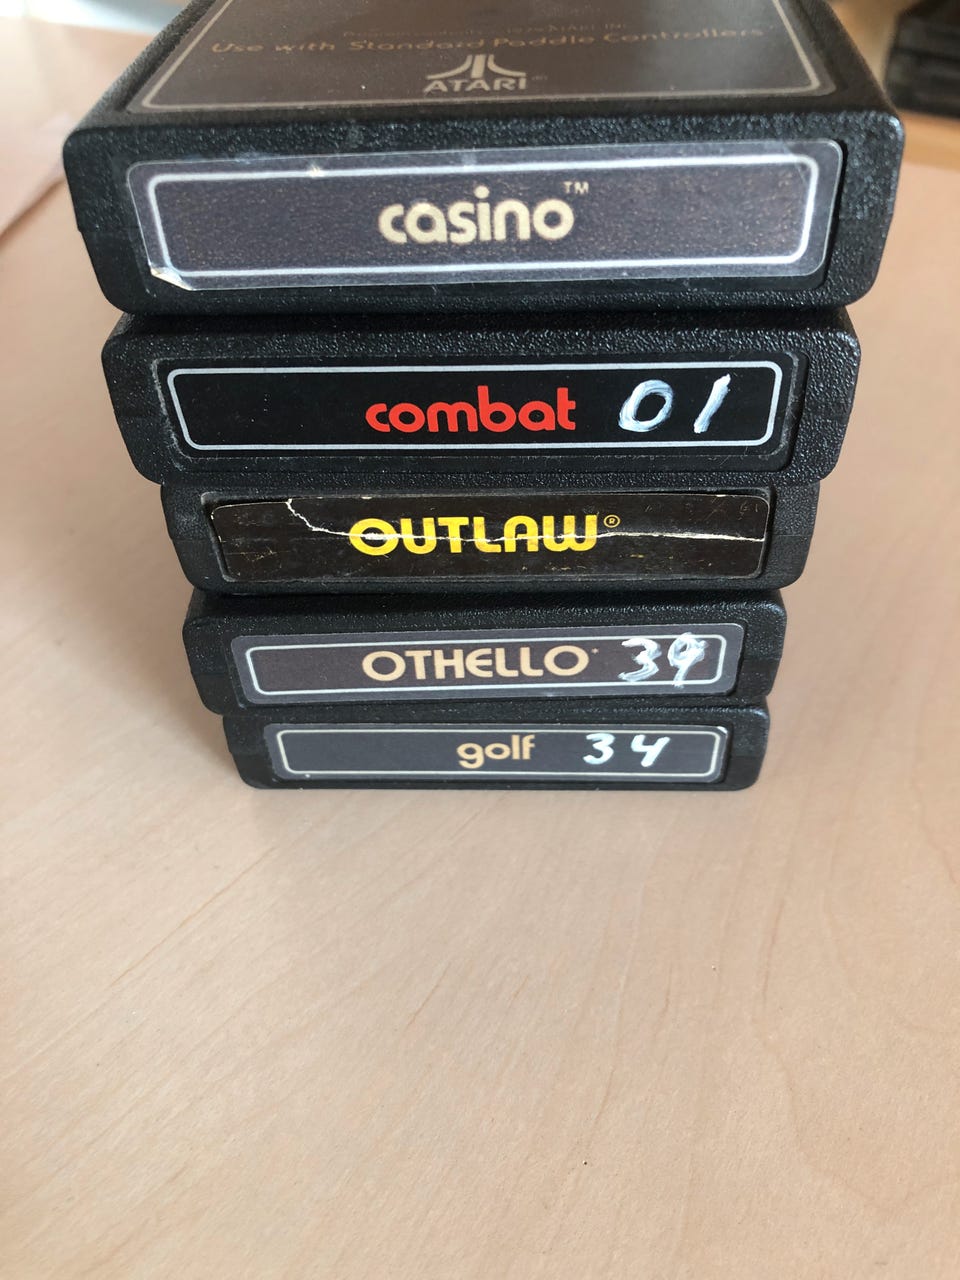 Use with Standard Paddle Controllers
ATARI
casino™
combat 01
OUTLAW®
OTHELLO* 39
golf 34